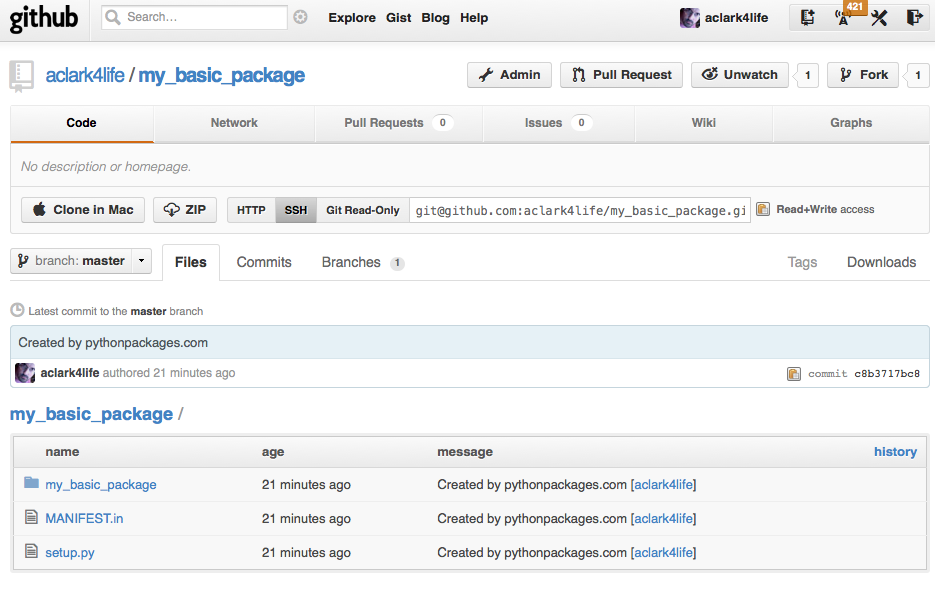 github Search... Explore Gist Blog Help aclark4life 421
aclark4life / my_basic_package Admin Pull Request Unwatch 1 Fork 1
Code Network Pull Requests 0 Issues 0 Wiki Graphs
No description or homepage.
Clone in Mac ZIP HTTP SSH Git Read-Only git@github.com:aclark4life/my_basic_package.gi Read+Write access
branch: master Files Commits Branches 1 Tags Downloads
Latest commit to the master branch
Created by pythonpackages.com
aclark4life authored 21 minutes ago commit c8b3717bc8
my_basic_package /
name age message history
my_basic_package 21 minutes ago Created by pythonpackages.com [aclark4life]
MANIFEST.in 21 minutes ago Created by pythonpackages.com [aclark4life]
setup.py 21 minutes ago Created by pythonpackages.com [aclark4life]